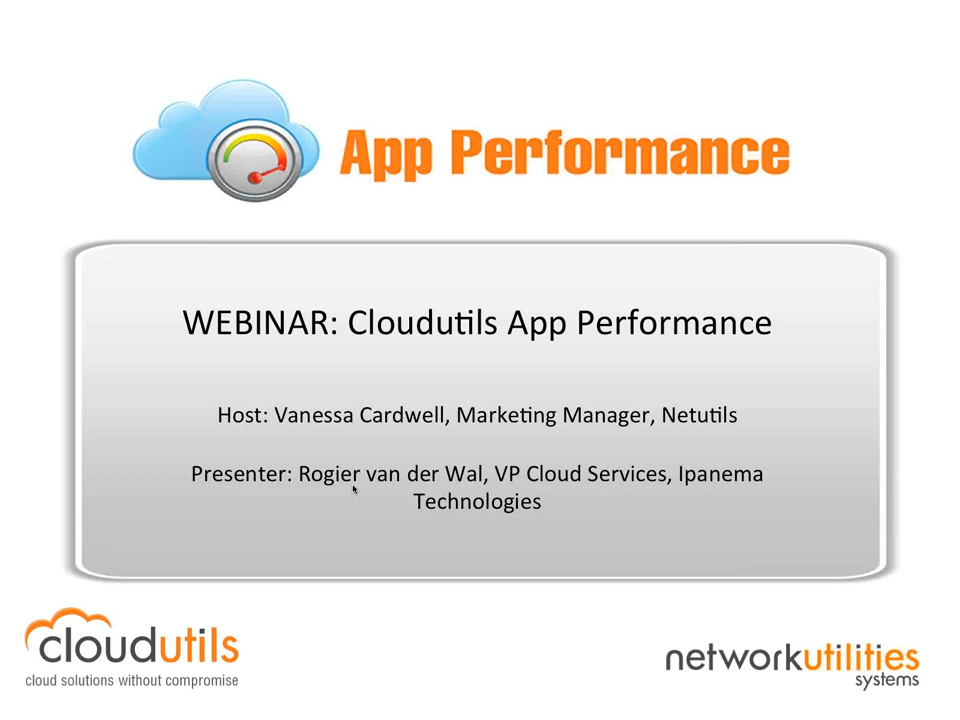 App Performance
WEBINAR: Cloudutils App Performance
Host: Vanessa Cardwell, Marketing Manager, Netutils
Presenter: Rogier van der Wal, VP Cloud Services, Ipanema
Technologies
cloudutils
cloud solutions without compromise
networkutilities
systems